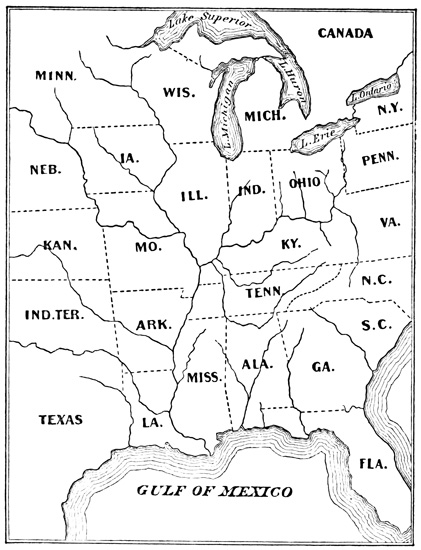 Lake Superior
CANADA
MINN.
WIS.
L. Michigan
L. Huron
MICH.
L. Ontario
N.Y.
L. Erie
NEB.
IA.
ILL.
IND.
OHIO
PENN.
KAN.
MO.
KY.
VA.
IND. TER.
ARK.
TENN.
N.C.
S.C.
MISS.
ALA.
GA.
TEXAS
LA.
FLA.
GULF OF MEXICO